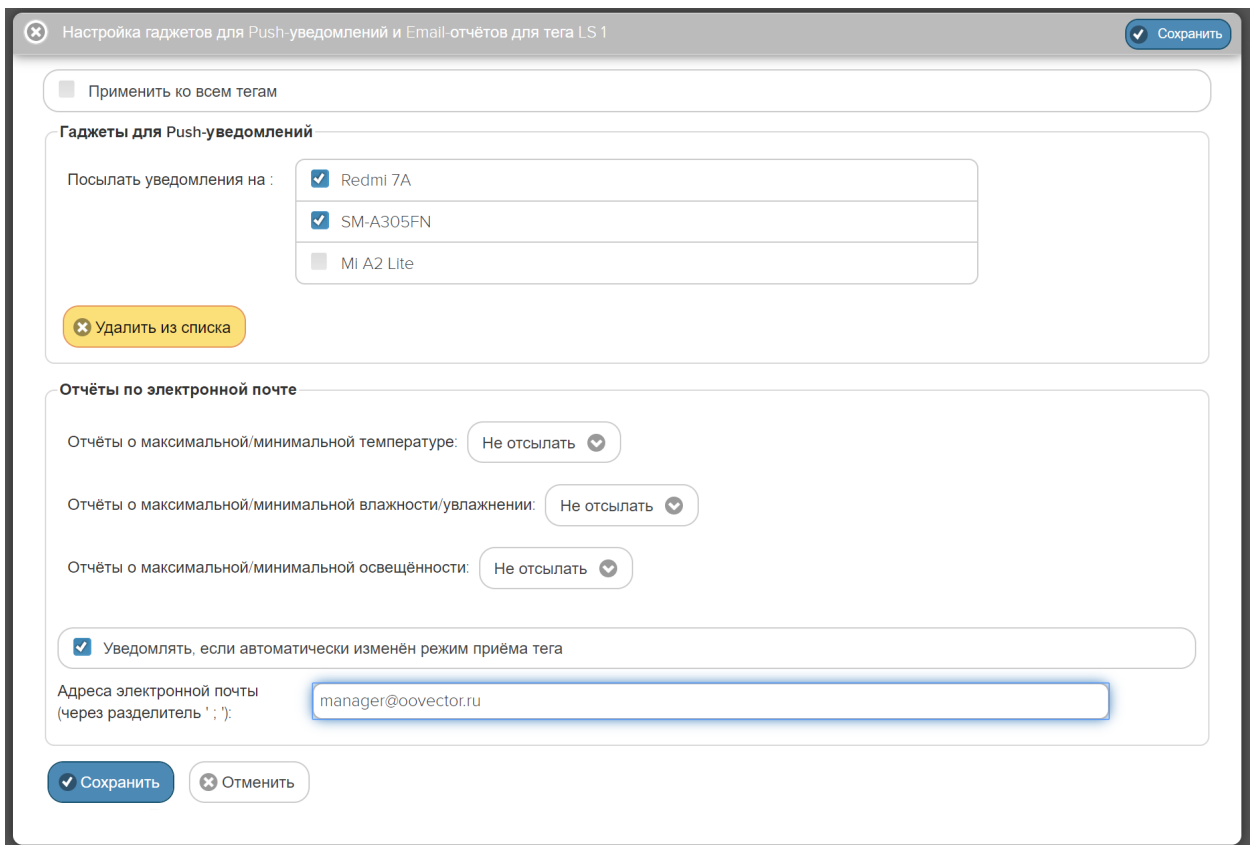 Настройка гаджетов для Push-уведомлений и Email-отчётов для тега LS 1
Сохранить
Применить ко всем тегам
Гаджеты для Push-уведомлений
Посылать уведомления на :
Redmi 7A
SM-A305FN
Mi A2 Lite
Удалить из списка
Отчёты по электронной почте
Отчёты о максимальной/минимальной температуре: Не отсылать
Отчёты о максимальной/минимальной влажности/увлажнении: Не отсылать
Отчёты о максимальной/минимальной освещённости: Не отсылать
Уведомлять, если автоматически изменён режим приёма тега
Адреса электронной почты
(через разделитель ' ; '):
manager@oovector.ru
Сохранить
Отменить